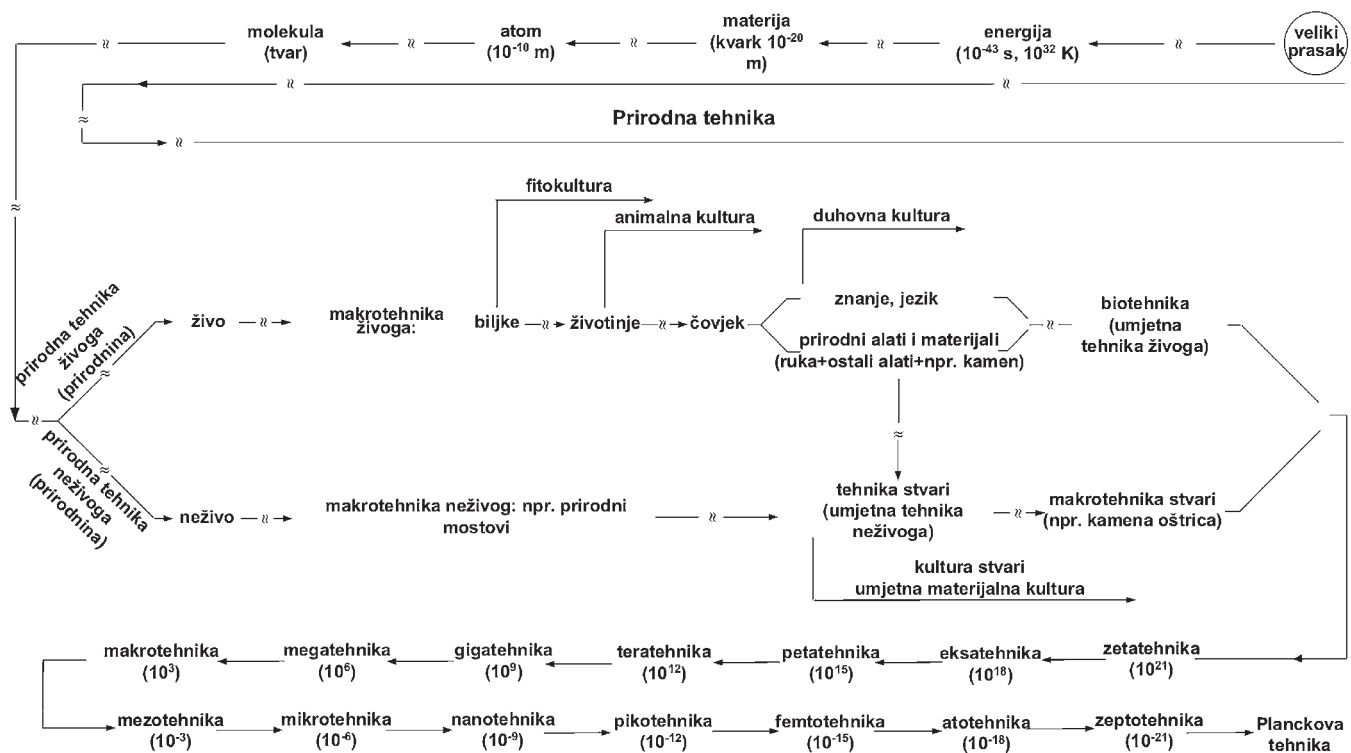 veliki
prasak
energija
(10⁻⁴³ s, 10³² K)
materija
(kvark 10⁻²⁰
m)
atom
(10⁻¹⁰ m)
molekula
(tvar)
Prirodna tehnika
fitokultura
animalna kultura
duhovna kultura
prirodna tehnika
živoga
(prirodnina)
živo
makrotehnika
živoga:
biljke
životinje
čovjek
znanje, jezik
prirodni alati i materijali
(ruka+ostali alati+npr. kamen)
biotehnika
(umjetna
tehnika živoga)
prirodna tehnika
neživoga
(prirodnina)
neživo
makrotehnika neživog: npr. prirodni
mostovi
tehnika stvari
(umjetna tehnika
neživoga)
makrotehnika stvari
(npr. kamena oštrica)
kultura stvari
umjetna materijalna kultura
zetatehnika
(10²¹)
eksatehnika
(10¹⁸)
petatehnika
(10¹⁵)
teratehnika
(10¹²)
gigatehnika
(10⁹)
megatehnika
(10⁶)
makrotehnika
(10³)
mezotehnika
(10⁻³)
mikrotehnika
(10⁻⁶)
nanotehnika
(10⁻⁹)
pikotehnika
(10⁻¹²)
femtotehnika
(10⁻¹⁵)
atotehnika
(10⁻¹⁸)
zeptotehnika
(10⁻²¹)
Planckova
tehnika